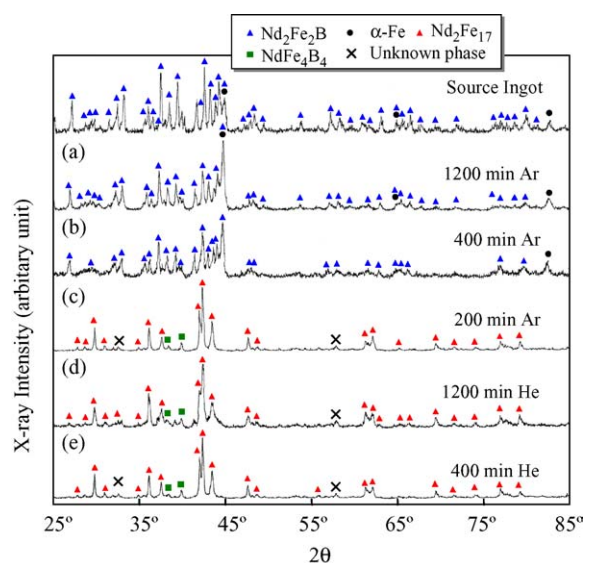 Nd₂Fe₂B α-Fe Nd₂Fe₁₇
NdFe₄B₄ Unknown phase
Source Ingot
(a)
1200 min Ar
(b)
400 min Ar
(c)
200 min Ar
(d)
1200 min He
(e)
400 min He
X-ray Intensity (arbitary unit)
25° 35° 45° 55° 65° 75° 85°
2θ